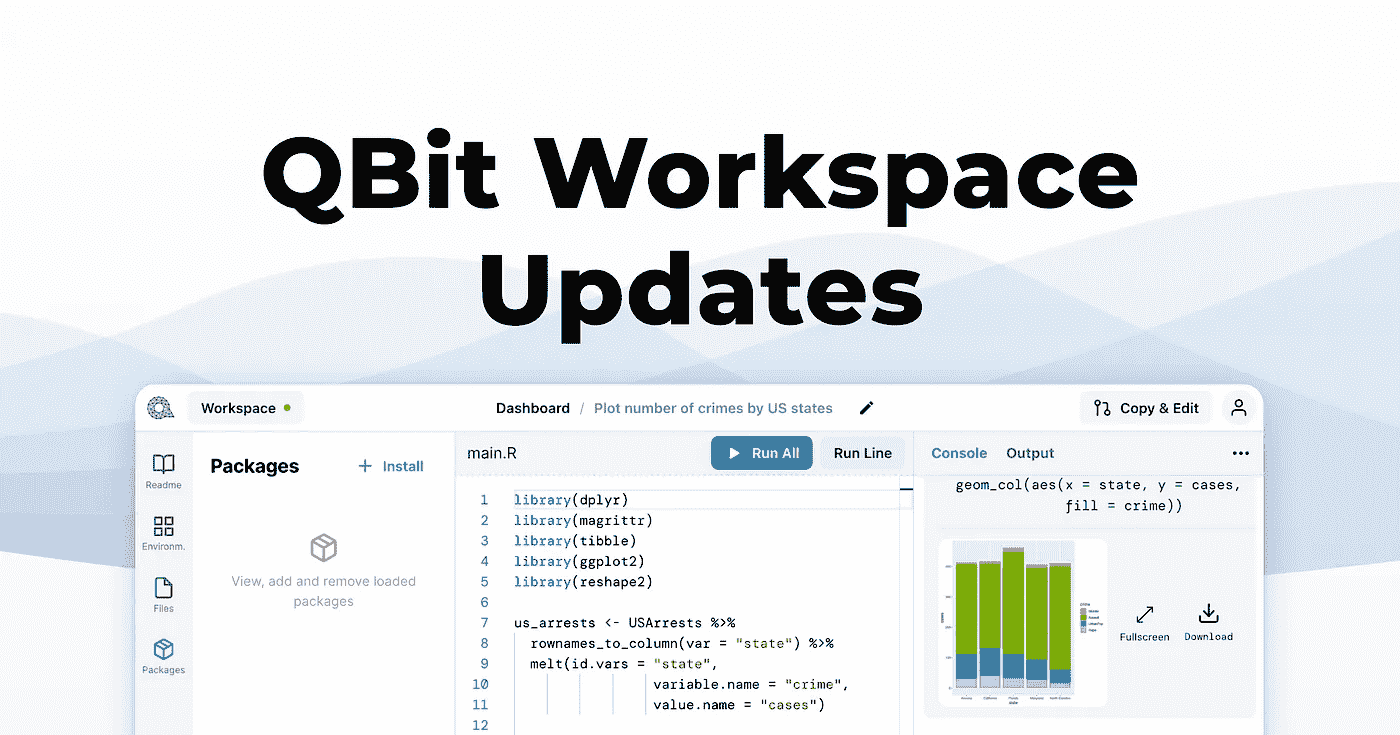 QBit Workspace
Updates
Workspace
Dashboard / Plot number of crimes by US states
Copy & Edit
Readme
Environm.
Files
Packages
Packages
+ Install
View, add and remove loaded
packages
main.R
Run All
Run Line
1 library(dplyr)
2 library(magrittr)
3 library(tibble)
4 library(ggplot2)
5 library(reshape2)
6
7 us_arrests <- USArrests %>%
8 rownames_to_column(var = "state") %>%
9 melt(id.vars = "state",
10 variable.name = "crime",
11 value.name = "cases")
12
Console
Output
geom_col(aes(x = state, y = cases,
fill = crime))
state
Fullscreen
Download